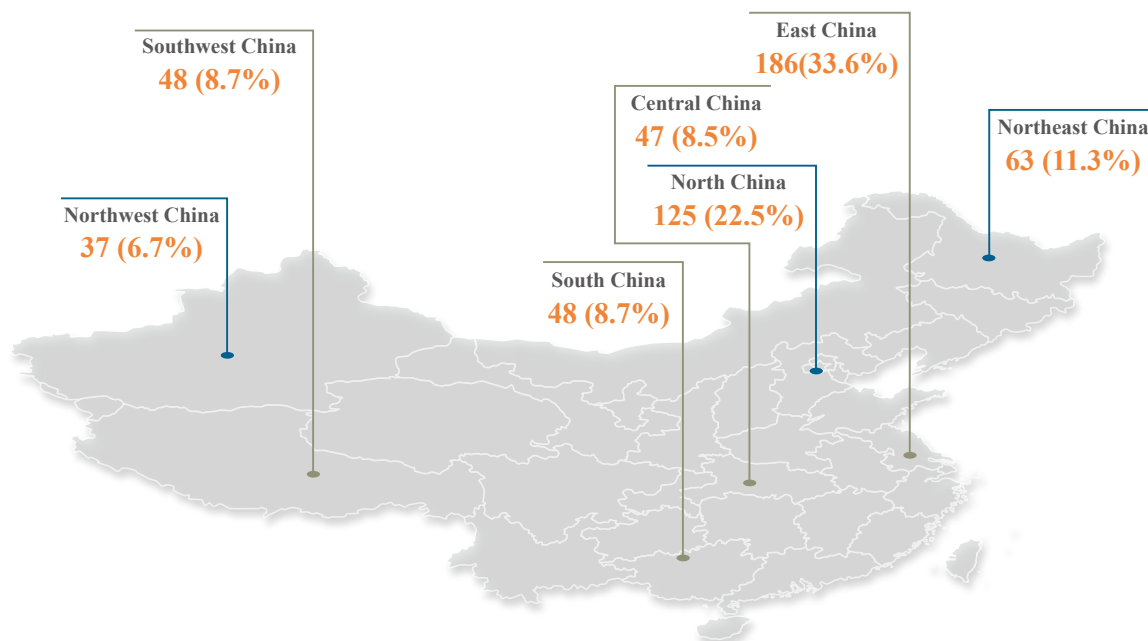 Southwest China
48 (8.7%)
East China
186(33.6%)
Central China
47 (8.5%)
Northeast China
63 (11.3%)
North China
125 (22.5%)
Northwest China
37 (6.7%)
South China
48 (8.7%)